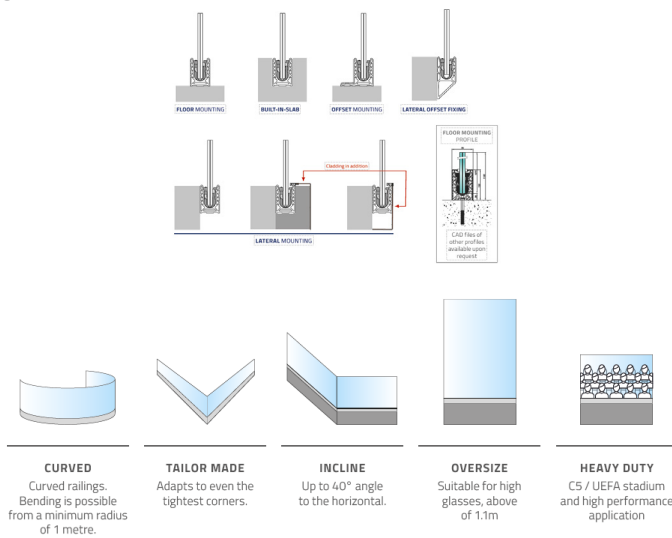 FLOOR MOUNTING
BUILT-IN-SLAB
OFFSET MOUNTING
LATERAL OFFSET FIXING
Cladding in addition
LATERAL MOUNTING
FLOOR MOUNTING
PROFILE
CAD files of
other profiles
available upon
request
CURVED
Curved railings.
Bending is possible
from a minimum radius
of 1 metre.
TAILOR MADE
Adapts to even the
tightest corners.
INCLINE
Up to 40° angle
to the horizontal.
OVERSIZE
Suitable for high
glasses, above
of 1.1m
HEAVY DUTY
C5 / UEFA stadium
and high performance
application